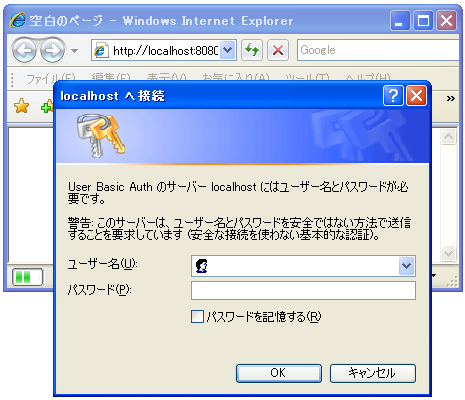 空白のページ - Windows Internet Explorer
http://localhost:8080
Google
ファイル(F) 編集(E) 表示(V) お気に入り(A) ツール(T) ヘルプ(H)
localhost へ接続
User Basic Auth のサーバー localhost にはユーザー名とパスワードが必
要です。
警告: このサーバーは、ユーザー名とパスワードを安全ではない方法で送信
することを要求しています (安全な接続を使わない基本的な認証)。
ユーザー名(U):
パスワード(P):
パスワードを記憶する(R)
OK
キャンセル